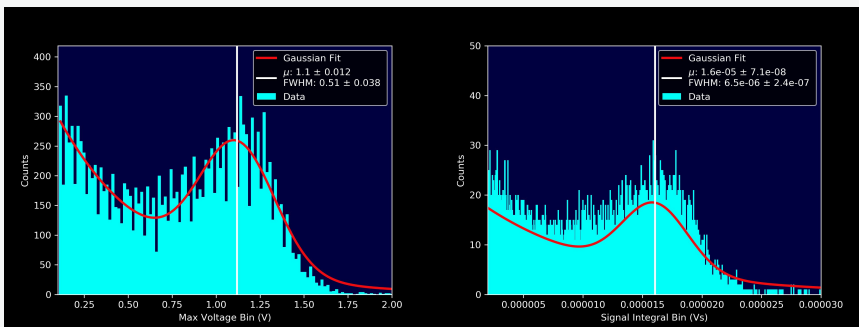 400
350
300
250
200
150
100
50
0
Counts
0.25 0.50 0.75 1.00 1.25 1.50 1.75 2.00
Max Voltage Bin (V)
Gaussian Fit
μ: 1.1 ± 0.012
FWHM: 0.51 ± 0.038
Data
50
40
30
20
10
0
Counts
0.000005 0.000010 0.000015 0.000020 0.000025 0.000030
Signal Integral Bin (Vs)
Gaussian Fit
μ: 1.6e-05 ± 7.1e-08
FWHM: 6.5e-06 ± 2.4e-07
Data